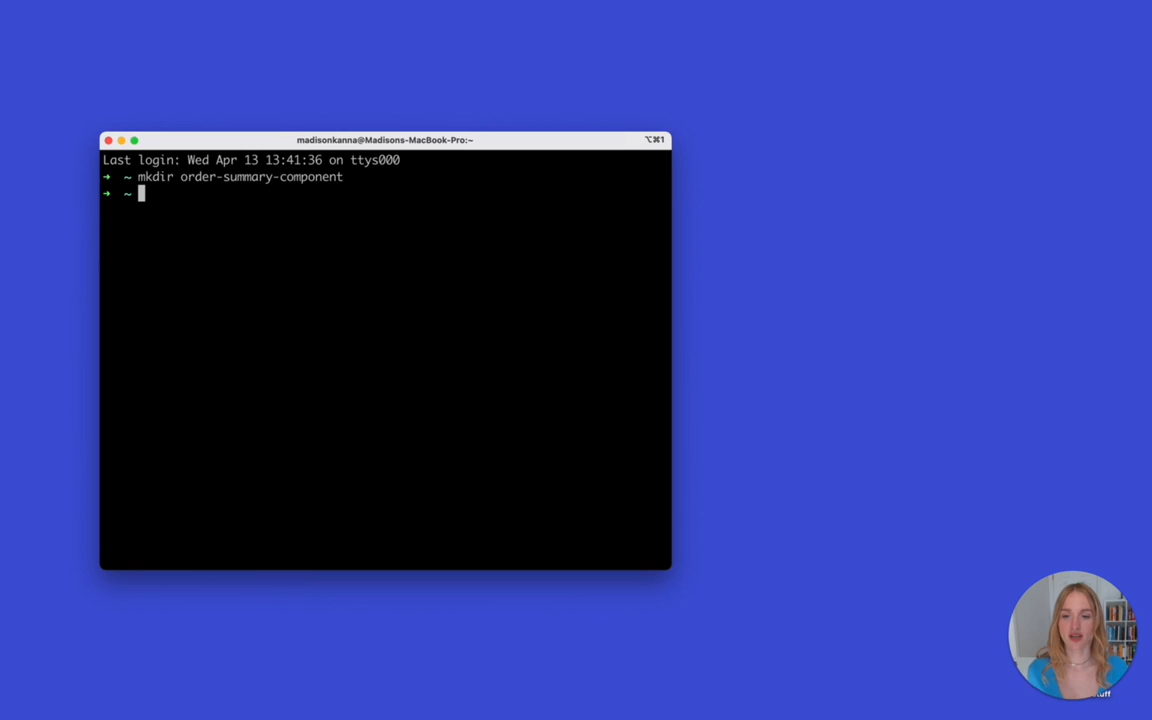 madisonkanna@Madisons-MacBook-Pro:~
⌥⌘1
Last login: Wed Apr 13 13:41:36 on ttys000
➜ ~ mkdir order-summary-component
➜ ~